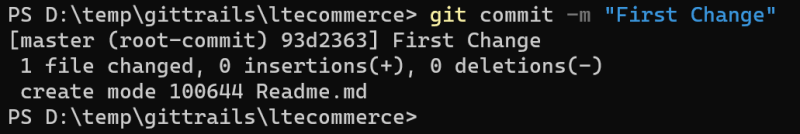 PS D:\temp\gittrails\ltecommerce> git commit -m "First Change"
[master (root-commit) 93d2363] First Change
 1 file changed, 0 insertions(+), 0 deletions(-)
 create mode 100644 Readme.md
PS D:\temp\gittrails\ltecommerce>